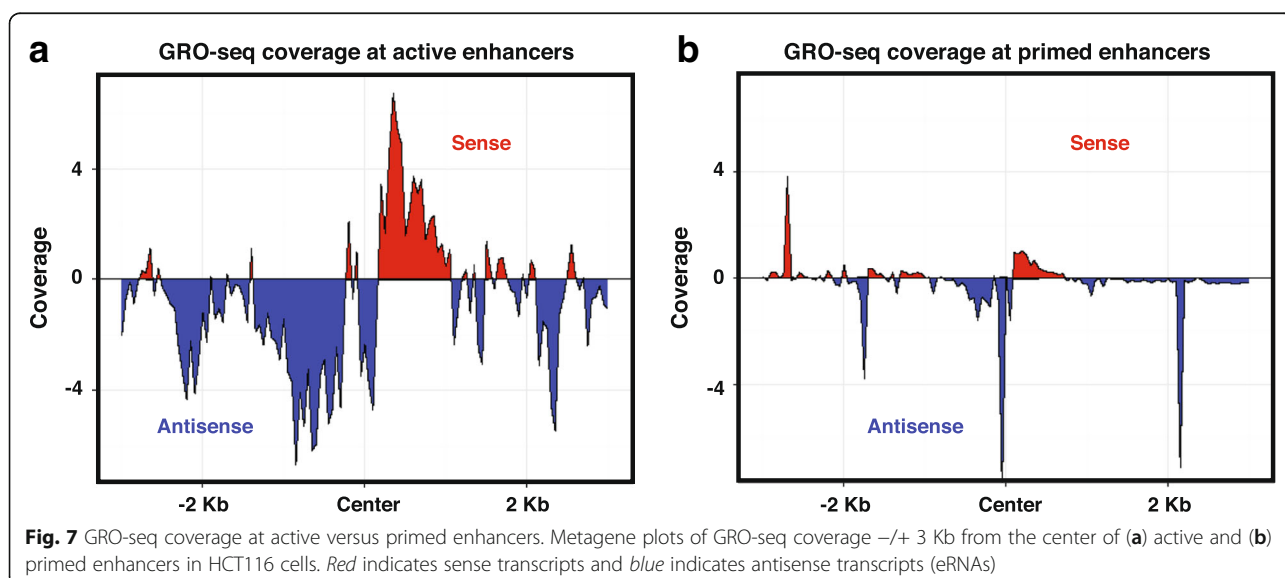 a
GRO-seq coverage at active enhancers
Sense
4
0
-4
Coverage
Antisense
-2 Kb Center 2 Kb
b
GRO-seq coverage at primed enhancers
Sense
4
0
-4
Coverage
Antisense
-2 Kb Center 2 Kb
Fig. 7 GRO-seq coverage at active versus primed enhancers. Metagene plots of GRO-seq coverage −/+ 3 Kb from the center of (a) active and (b)
primed enhancers in HCT116 cells. Red indicates sense transcripts and blue indicates antisense transcripts (eRNAs)